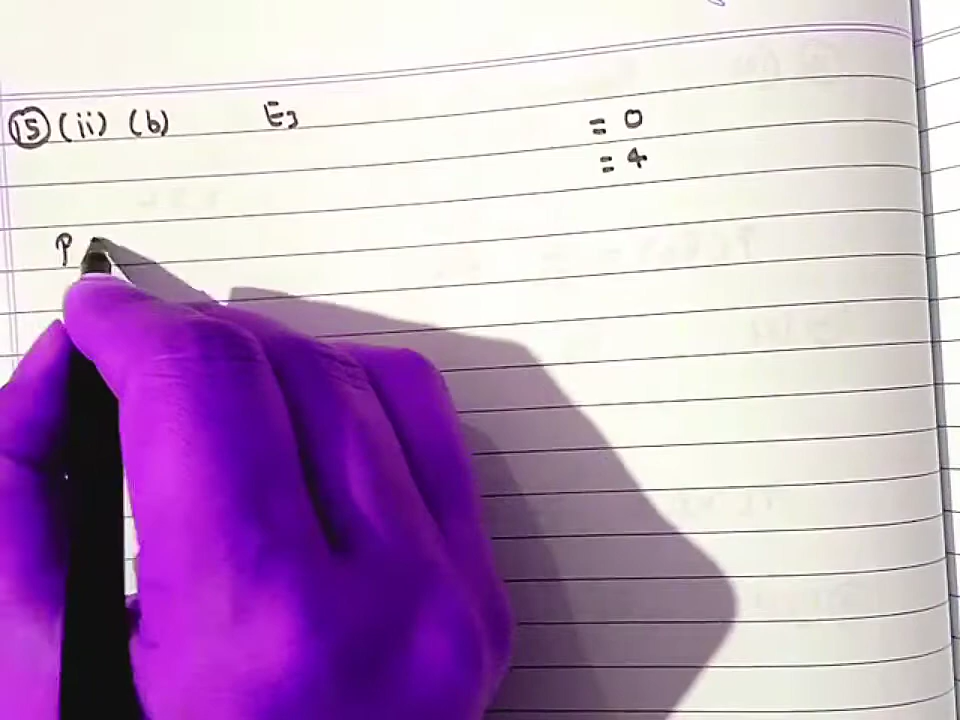 15 (ii) (b) E3 = 0
= 4
P